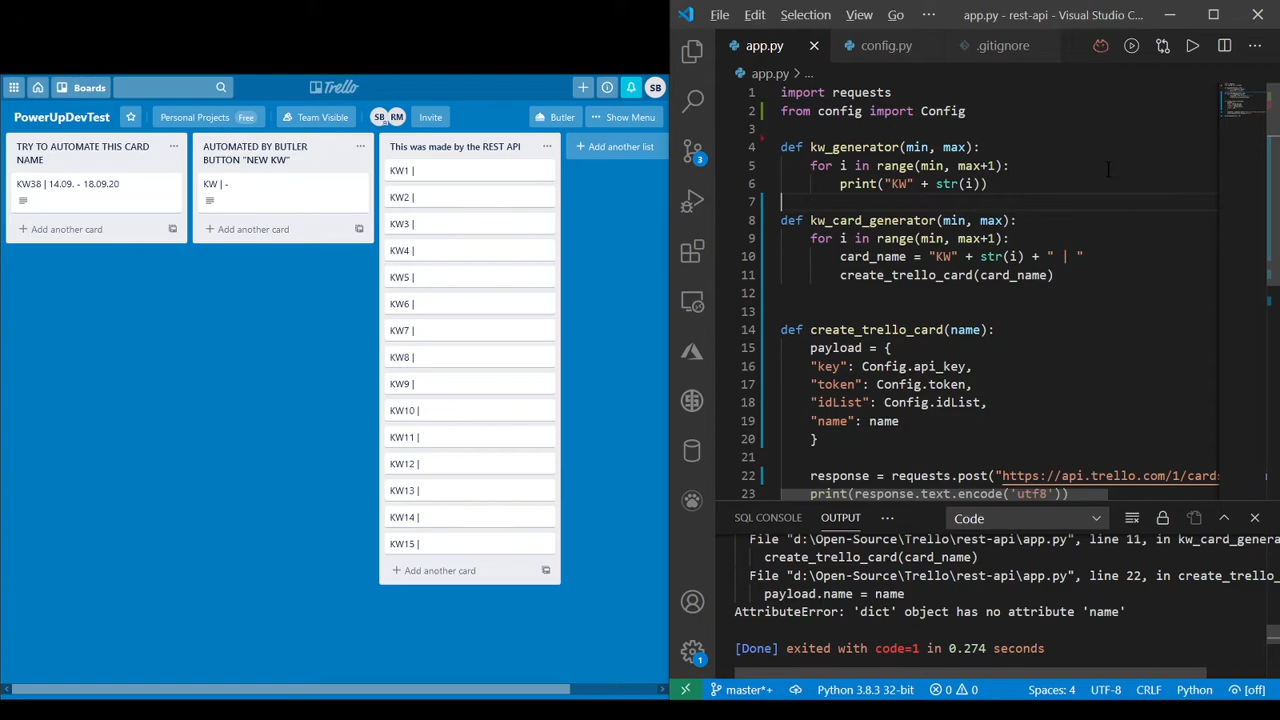 Boards
Trello
SB
PowerUpDevTest
Personal Projects Free
Team Visible
SB RM
Invite
Butler
Show Menu
TRY TO AUTOMATE THIS CARD NAME
KW38 | 14.09. - 18.09.20
Add another card
AUTOMATED BY BUTLER BUTTON "NEW KW"
KW | -
Add another card
This was made by the REST API
KW1 |
KW2 |
KW3 |
KW4 |
KW5 |
KW6 |
KW7 |
KW8 |
KW9 |
KW10 |
KW11 |
KW12 |
KW13 |
KW14 |
KW15 |
Add another card
Add another list
File Edit Selection View Go ··· app.py - rest-api - Visual Studio C...
app.py config.py .gitignore
app.py > ...
1 import requests
2 from config import Config
3
4 def kw_generator(min, max):
5 for i in range(min, max+1):
6 print("KW" + str(i))
7
8 def kw_card_generator(min, max):
9 for i in range(min, max+1):
10 card_name = "KW" + str(i) + " | "
11 create_trello_card(card_name)
12
13
14 def create_trello_card(name):
15 payload = {
16 "key": Config.api_key,
17 "token": Config.token,
18 "idList": Config.idList,
19 "name": name
20 }
21
22 response = requests.post("https://api.trello.com/1/cards
23 print(response.text.encode('utf8'))
3
1
SQL CONSOLE OUTPUT ··· Code
File "d:\Open-Source\Trello\rest-api\app.py", line 11, in kw_card_genera
create_trello_card(card_name)
File "d:\Open-Source\Trello\rest-api\app.py", line 22, in create_trello_
payload.name = name
AttributeError: 'dict' object has no attribute 'name'
[Done] exited with code=1 in 0.274 seconds
master*+ Python 3.8.3 32-bit 0 0 Spaces: 4 UTF-8 CRLF Python [off]